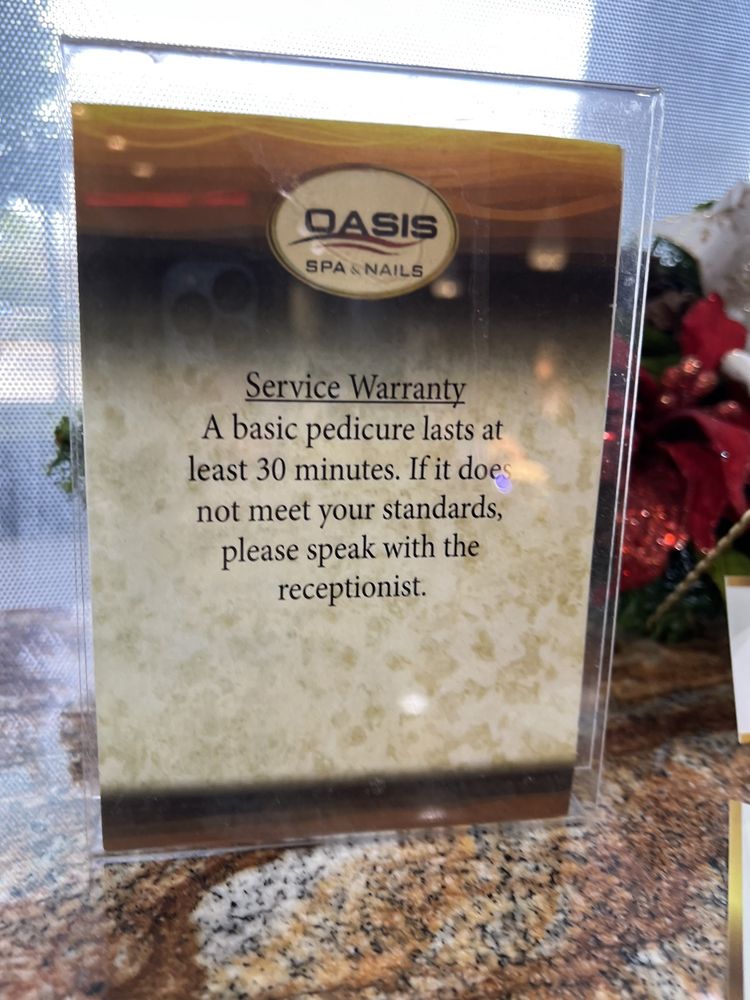 OASIS
SPA & NAILS
Service Warranty
A basic pedicure lasts at
least 30 minutes. If it does
not meet your standards,
please speak with the
receptionist.